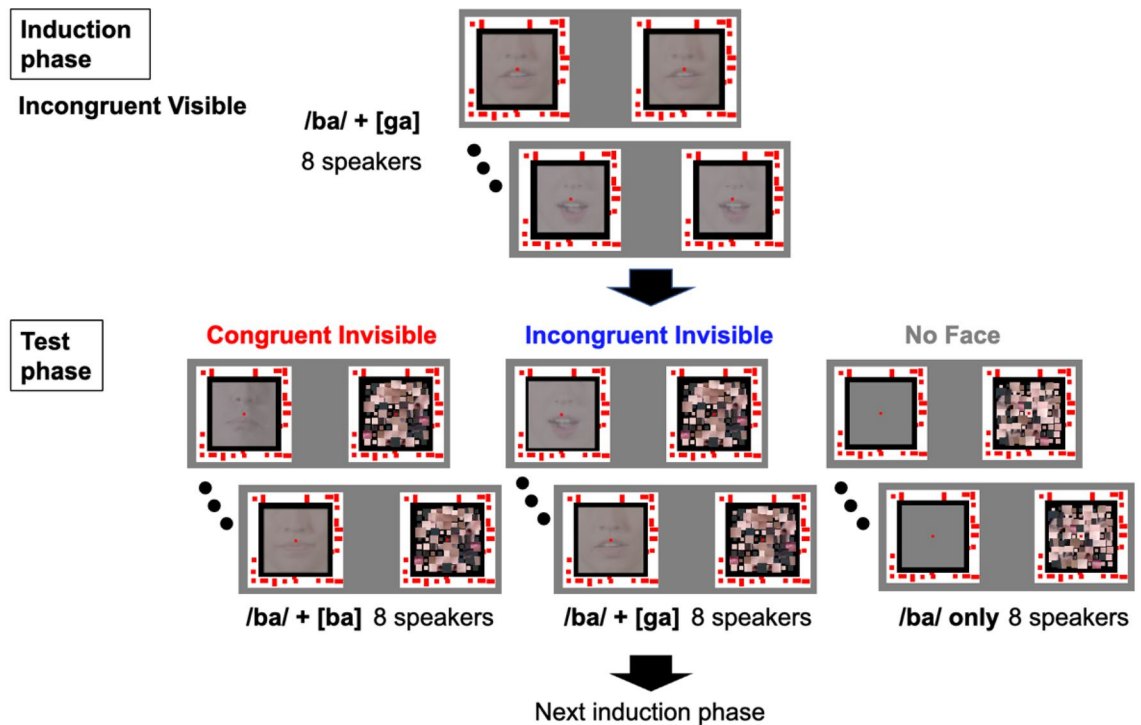 Induction
phase
Incongruent Visible
/ba/ + [ga]
8 speakers
Test
phase
Congruent Invisible
Incongruent Invisible
No Face
/ba/ + [ba] 8 speakers
/ba/ + [ga] 8 speakers
/ba/ only 8 speakers
Next induction phase